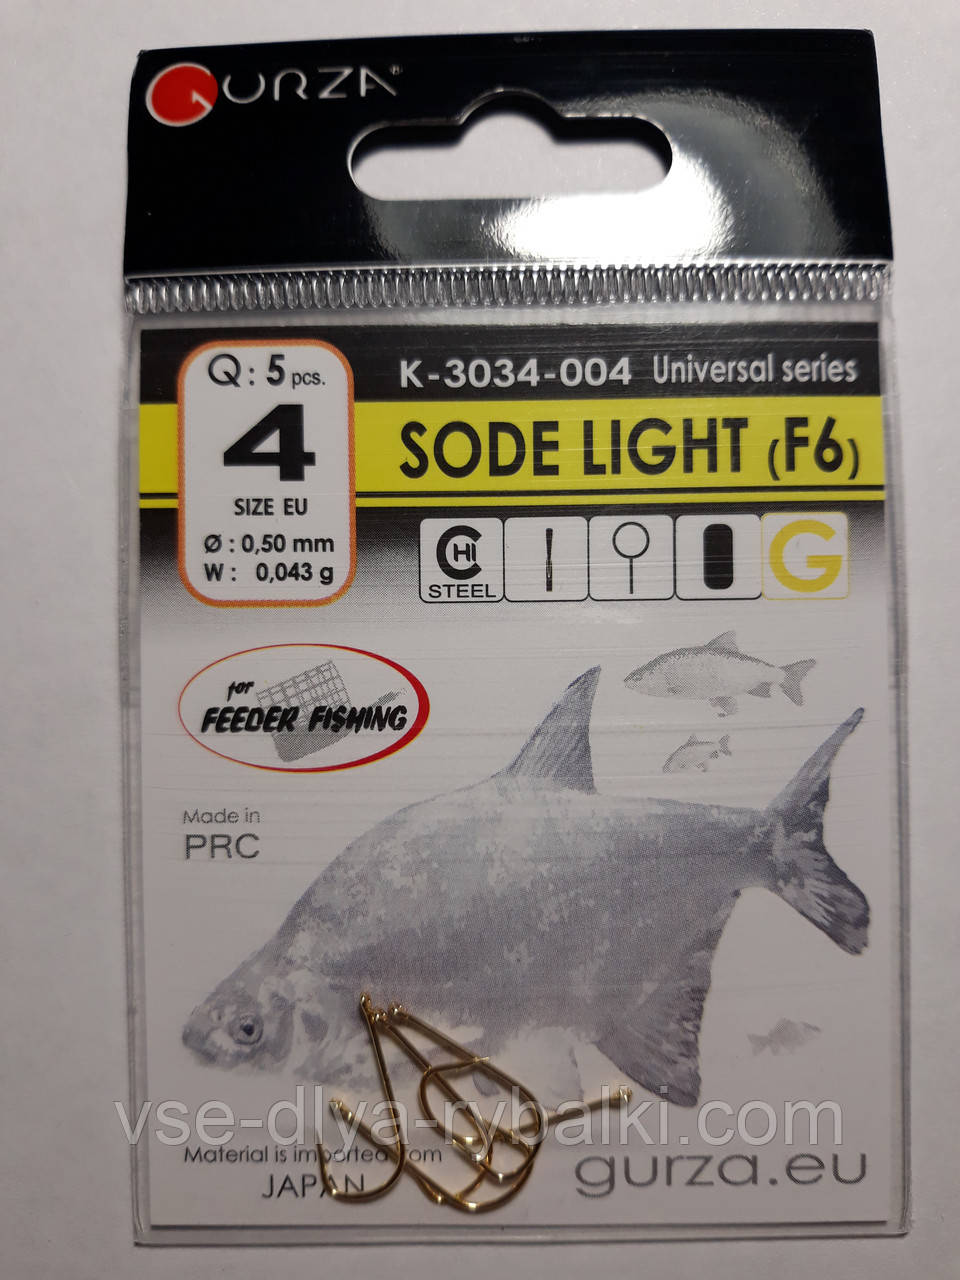 GURZA®
Q: 5 pcs.
4
SIZE EU
Ø : 0,50 mm
W : 0,043 g
K-3034-004 Universal series
SODE LIGHT (F6)
C HI
STEEL
G
for
FEEDER FISHING
Made in
PRC
vse-dlya-rybalki.com
Material is imported from
JAPAN
gurza.eu